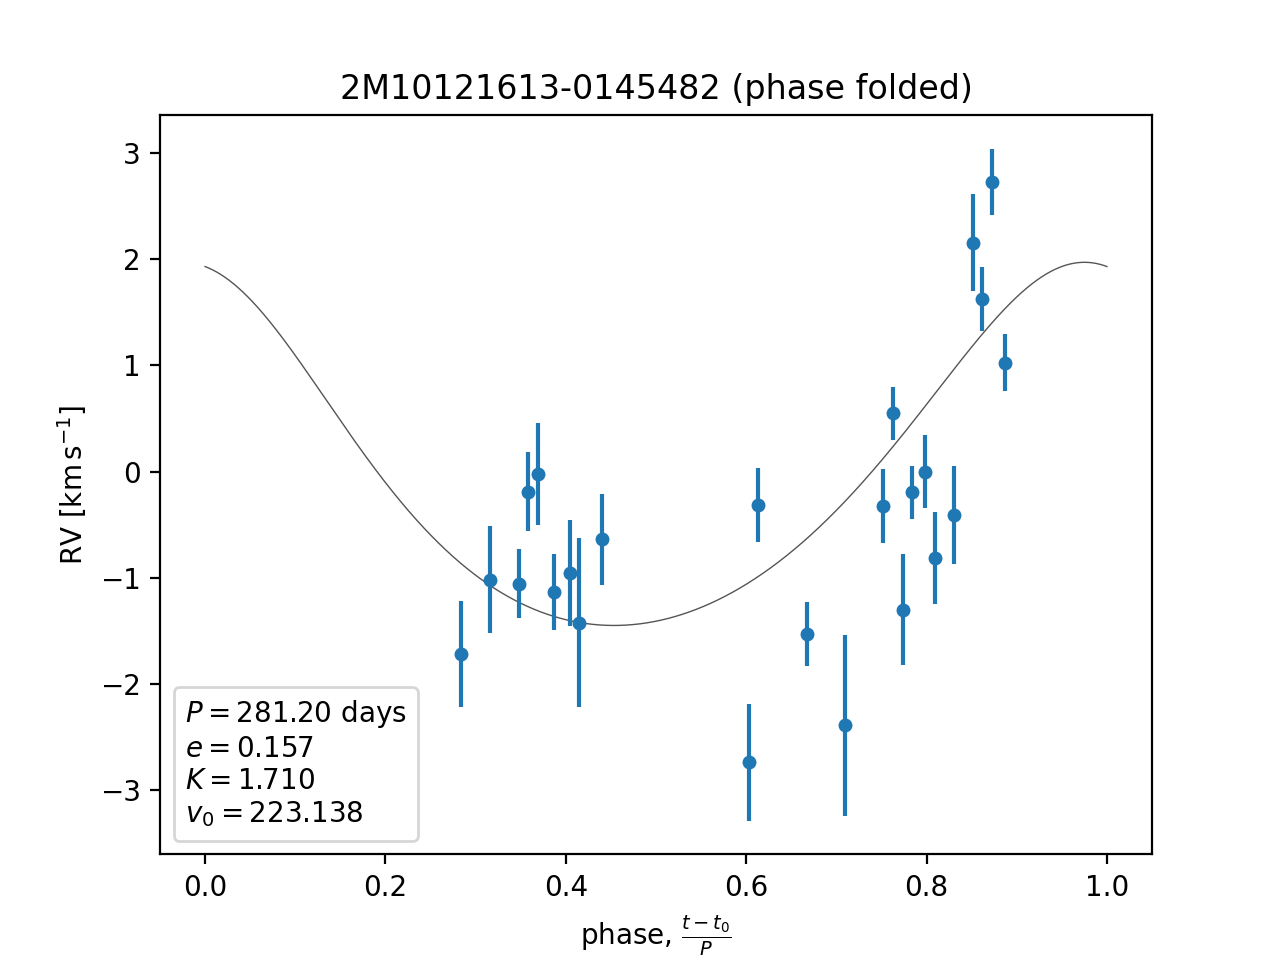 2M10121613-0145482 (phase folded)
RV [km s⁻¹]
3
2
1
0
−1
−2
−3
P = 281.20 days
e = 0.157
K = 1.710
v₀ = 223.138
0.0 0.2 0.4 0.6 0.8 1.0
phase, (t − t₀)/P